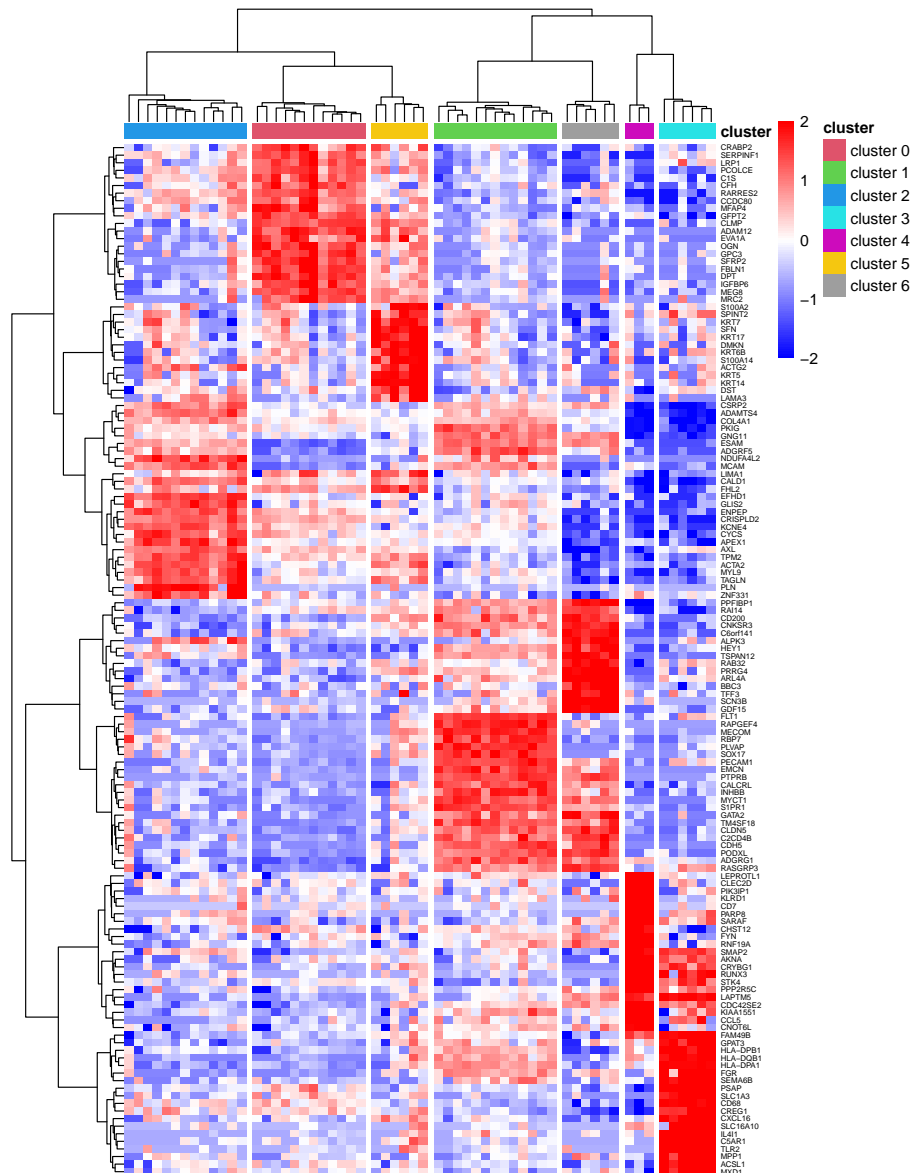 cluster
2
1
0
−1
−2
cluster
cluster 0
cluster 1
cluster 2
cluster 3
cluster 4
cluster 5
cluster 6
CRABP2
SERPINF1
LRP1
PCOLCE
C1S
CFH
RARRES2
CCDC80
MFAP4
GFPT2
CLMP
ADAM12
EVA1A
OGN
GPC3
SFRP2
FBLN1
DPT
IGFBP6
MEG8
MRC2
S100A2
SPINT2
KRT7
SFN
KRT17
DMKN
KRT6B
S100A14
ACTG2
KRT5
KRT14
DST
LAMA3
CSRP2
ADAMTS4
COL4A1
PKIG
GNG11
ESAM
ADGRF5
NDUFA4L2
MCAM
LIMA1
CALD1
FHL2
EFHD1
GLIS2
ENPEP
CRISPLD2
KCNE4
CYCS
APEX1
AXL
TPM2
ACTA2
MYL9
TAGLN
PLN
ZNF331
PPFIBP1
RAI14
CD200
CNKSR3
C6orf141
ALPK3
HEY1
TSPAN12
RAB32
PRRG4
ARL4A
BBC3
TFF3
SCN3B
GDF15
FLT1
RAPGEF4
MECOM
RBP7
PLVAP
SOX17
PECAM1
EMCN
PTPRB
CALCRL
INHBB
MYCT1
S1PR1
GATA2
TM4SF18
CLDN5
C2CD4B
CDH5
PODXL
ADGRG1
RASGRP3
LEPROTL1
CLEC2D
PIK3IP1
KLRD1
CD7
PARP8
SARAF
CHST12
FYN
RNF19A
SMAP2
AKNA
CRYBG1
RUNX3
STK4
PPP2R5C
LAPTM5
CDC42SE2
KIAA1551
CCL5
CNOT6L
FAM49B
GPAT3
HLA−DPB1
HLA−DQB1
HLA−DPA1
FGR
SEMA6B
PSAP
SLC1A3
CD68
CREG1
CXCL16
SLC16A10
IL4I1
C5AR1
TLR2
MPP1
ACSL1
MXD1